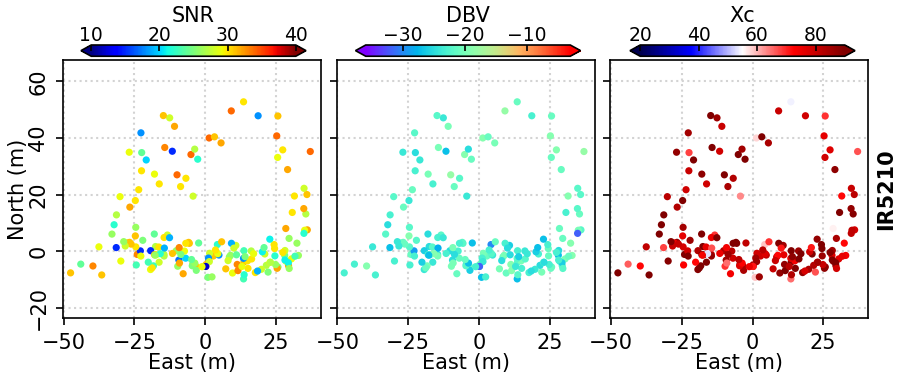 SNR DBV Xc
10 20 30 40 −30 −20 −10 20 40 60 80
North (m)
60
40
20
0
−20
IR5210
−50 −25 0 25 −50 −25 0 25 −50 −25 0 25
East (m) East (m) East (m)